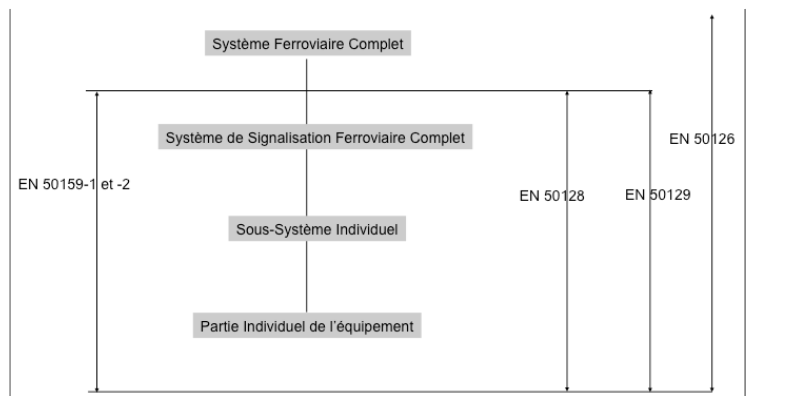 Système Ferroviaire Complet
EN 50126
Système de Signalisation Ferroviaire Complet
EN 50159-1 et -2
EN 50128
EN 50129
Sous-Système Individuel
Partie Individuel de l'équipement